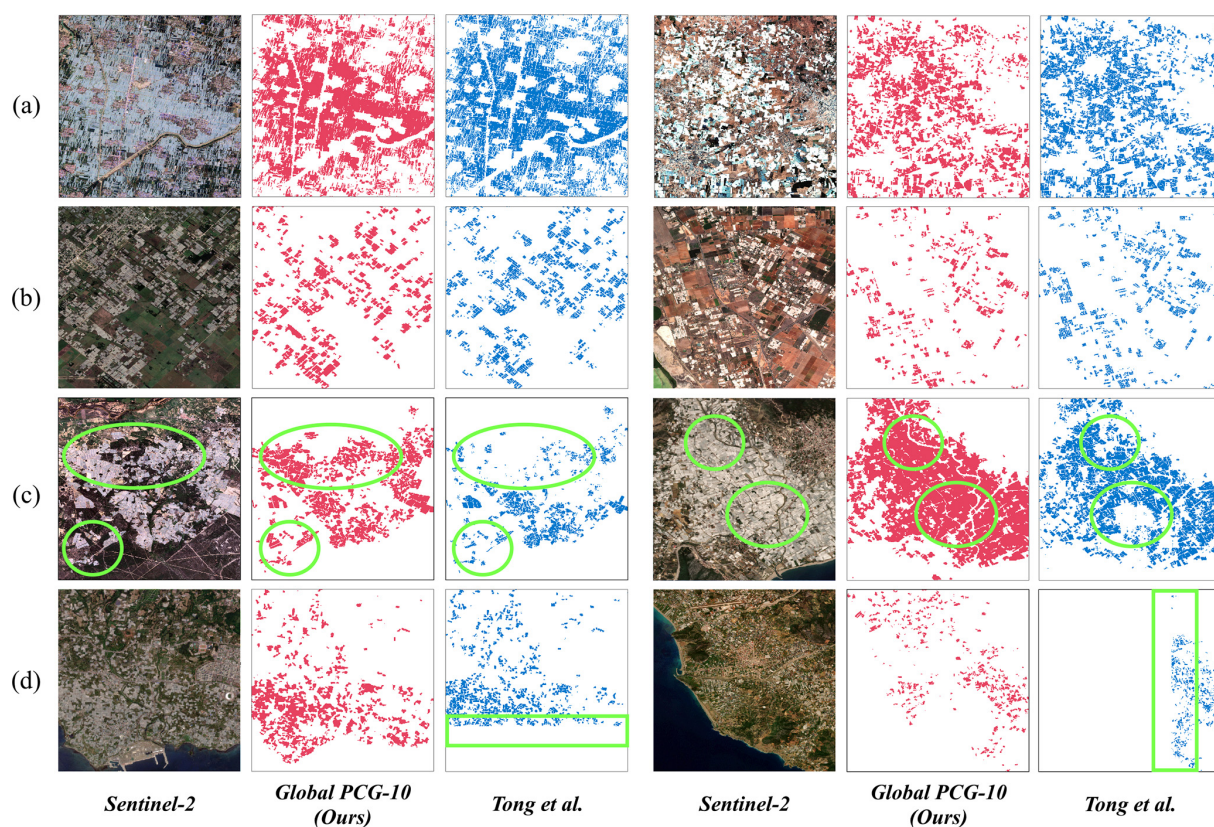 (a)
(b)
(c)
(d)
Sentinel-2 Global PCG-10 Tong et al. Sentinel-2 Global PCG-10 Tong et al.
(Ours) (Ours)